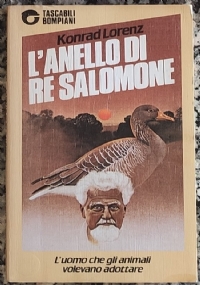 TASCABILI
BOMPIANI
Konrad Lorenz
L'ANELLO DI
RE SALOMONE
L'uomo che gli animali
volevano adottare